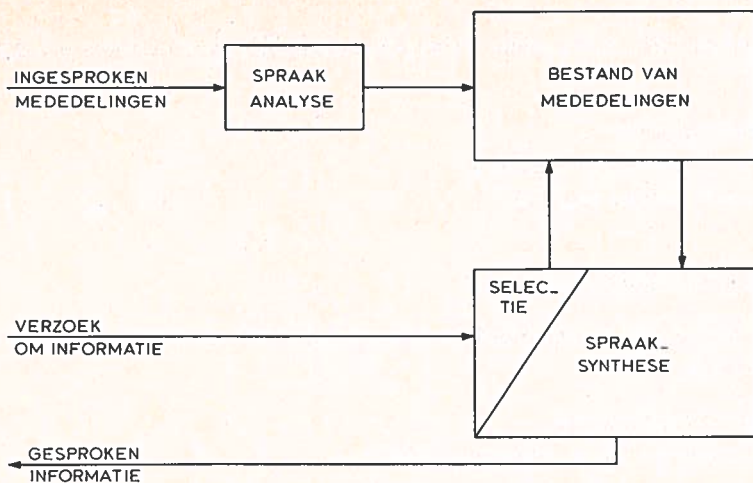 INGESPROKEN
MEDEDELINGEN
SPRAAK
ANALYSE
BESTAND VAN
MEDEDELINGEN
SELEC_
TIE
VERZOEK
OM INFORMATIE
SPRAAK_
SYNTHESE
GESPROKEN
INFORMATIE